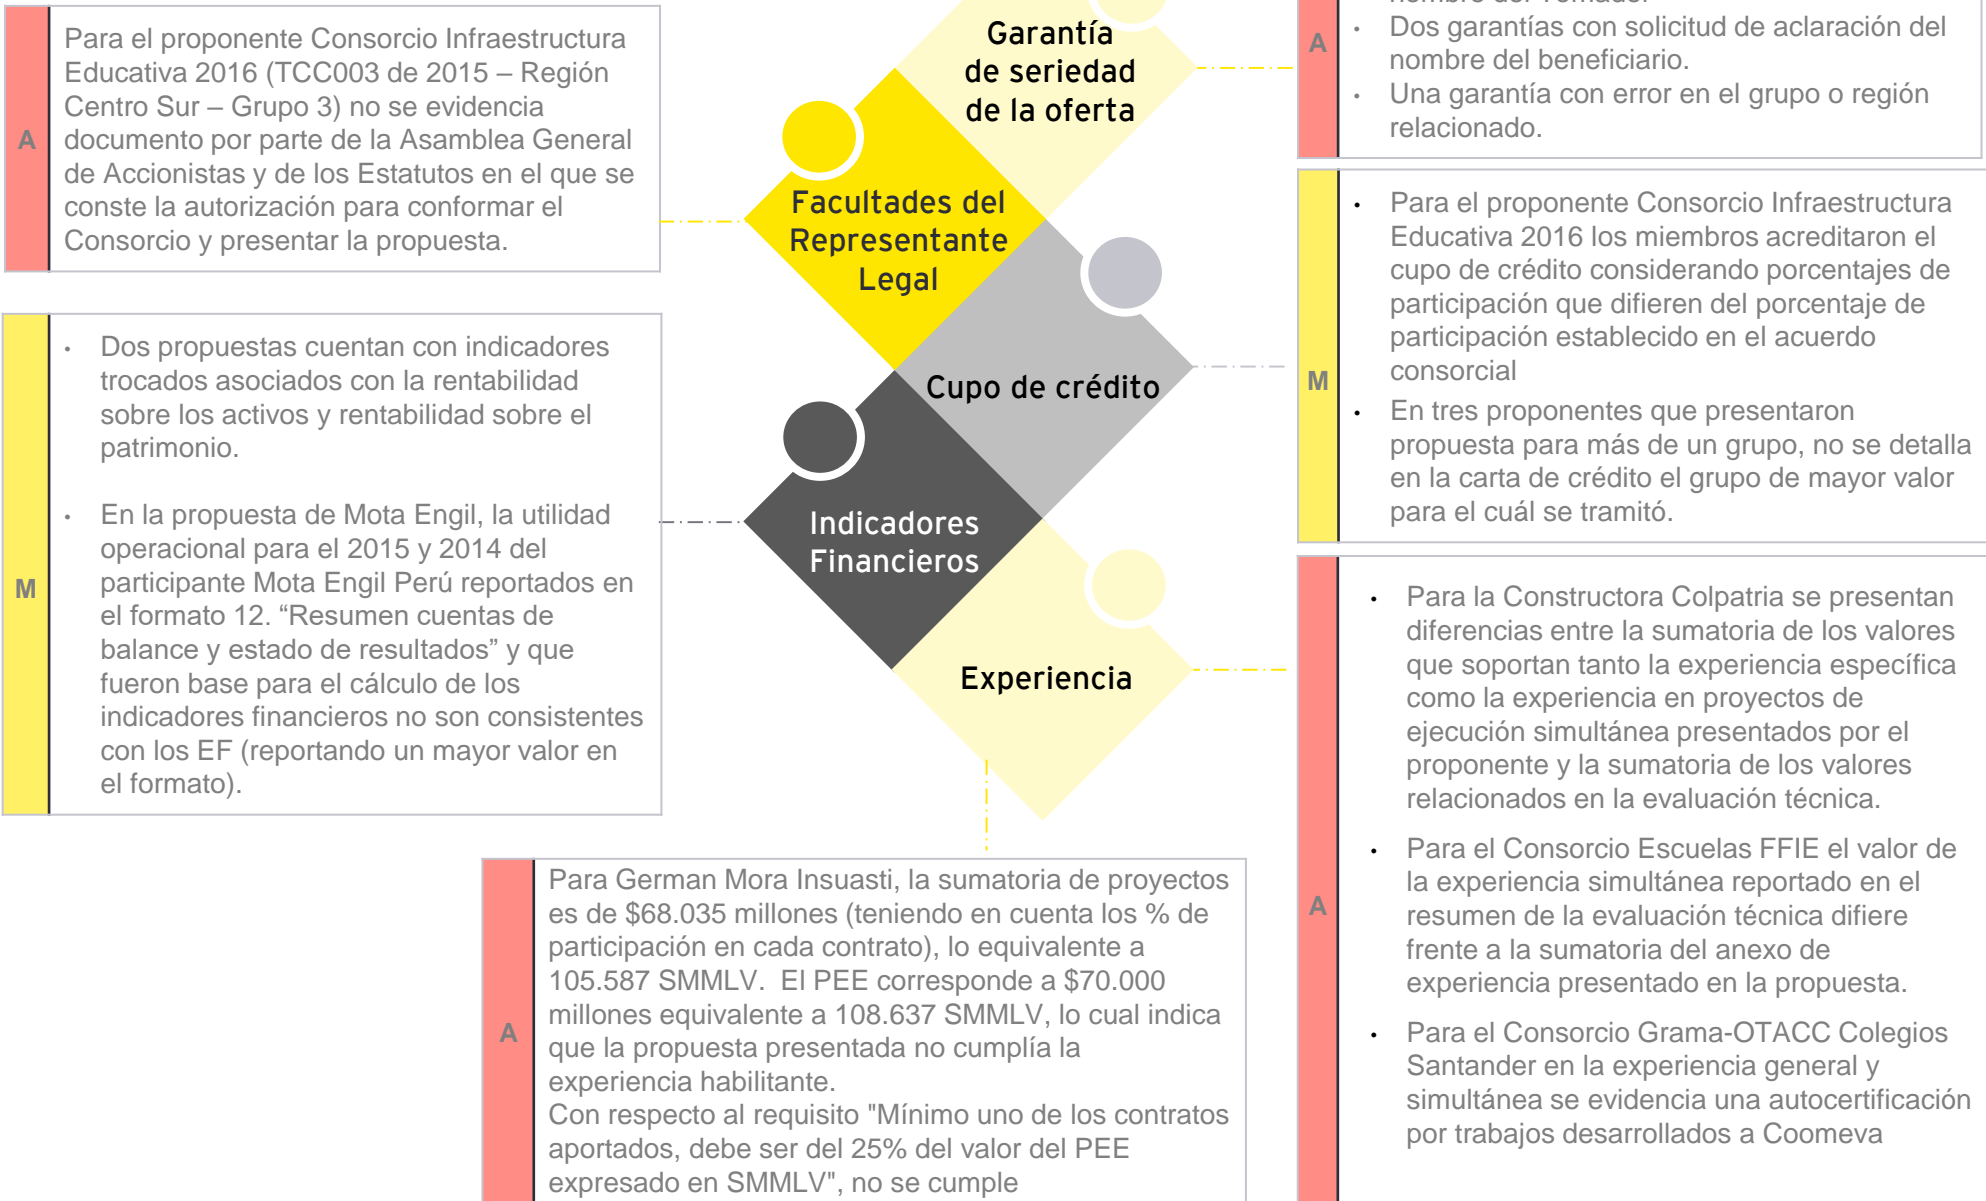 A
Para el proponente Consorcio Infraestructura
Educativa 2016 (TCC003 de 2015 – Región
Centro Sur – Grupo 3) no se evidencia
documento por parte de la Asamblea General
de Accionistas y de los Estatutos en el que se
conste la autorización para conformar el
Consorcio y presentar la propuesta.
M
• Dos propuestas cuentan con indicadores
trocados asociados con la rentabilidad
sobre los activos y rentabilidad sobre el
patrimonio.
• En la propuesta de Mota Engil, la utilidad
operacional para el 2015 y 2014 del
participante Mota Engil Perú reportados en
el formato 12. “Resumen cuentas de
balance y estado de resultados” y que
fueron base para el cálculo de los
indicadores financieros no son consistentes
con los EF (reportando un mayor valor en
el formato).
Garantía
de seriedad
de la oferta
Facultades del
Representante
Legal
Cupo de crédito
Indicadores
Financieros
Experiencia
A
nombre del Tomador
• Dos garantías con solicitud de aclaración del
nombre del beneficiario.
• Una garantía con error en el grupo o región
relacionado.
M
• Para el proponente Consorcio Infraestructura
Educativa 2016 los miembros acreditaron el
cupo de crédito considerando porcentajes de
participación que difieren del porcentaje de
participación establecido en el acuerdo
consorcial
• En tres proponentes que presentaron
propuesta para más de un grupo, no se detalla
en la carta de crédito el grupo de mayor valor
para el cuál se tramitó.
A
• Para la Constructora Colpatria se presentan
diferencias entre la sumatoria de los valores
que soportan tanto la experiencia específica
como la experiencia en proyectos de
ejecución simultánea presentados por el
proponente y la sumatoria de los valores
relacionados en la evaluación técnica.
• Para el Consorcio Escuelas FFIE el valor de
la experiencia simultánea reportado en el
resumen de la evaluación técnica difiere
frente a la sumatoria del anexo de
experiencia presentado en la propuesta.
• Para el Consorcio Grama-OTACC Colegios
Santander en la experiencia general y
simultánea se evidencia una autocertificación
por trabajos desarrollados a Coomeva
A
Para German Mora Insuasti, la sumatoria de proyectos
es de $68.035 millones (teniendo en cuenta los % de
participación en cada contrato), lo equivalente a
105.587 SMMLV.  El PEE corresponde a $70.000
millones equivalente a 108.637 SMMLV, lo cual indica
que la propuesta presentada no cumplía la
experiencia habilitante.
Con respecto al requisito "Mínimo uno de los contratos
aportados, debe ser del 25% del valor del PEE
expresado en SMMLV", no se cumple